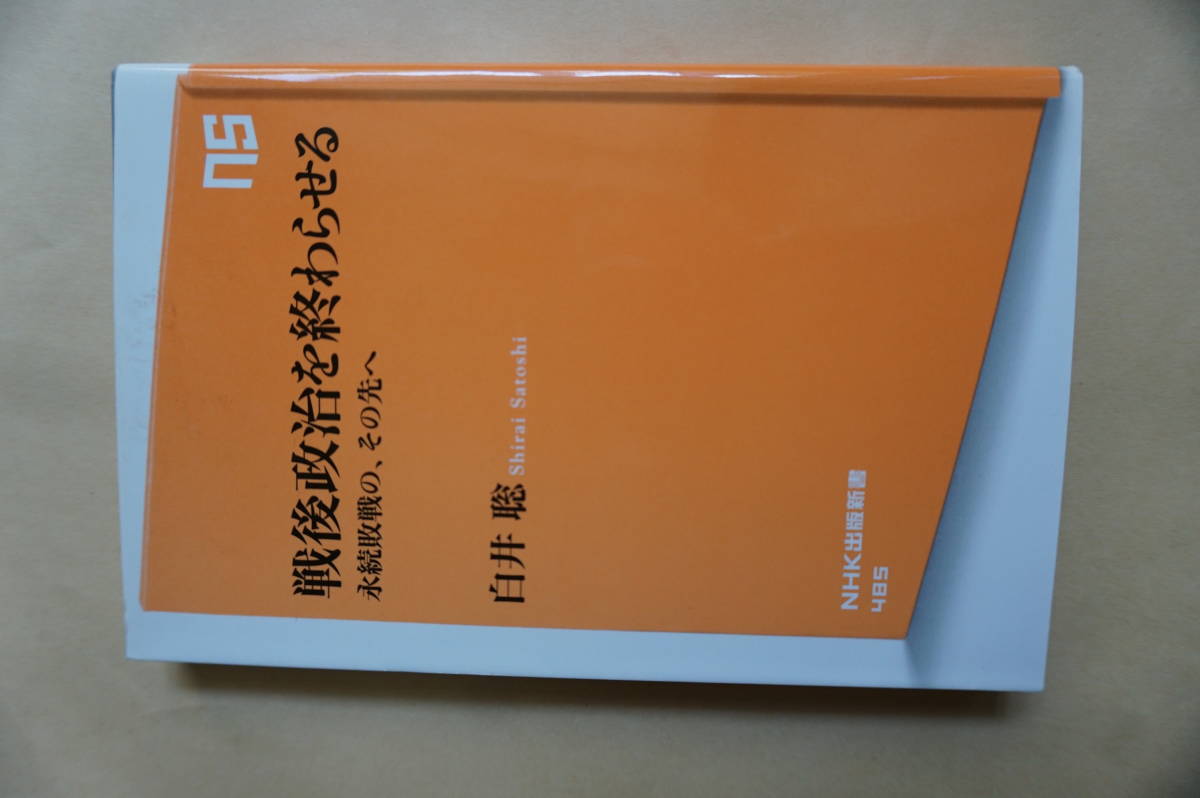 NS
戦後政治を終わらせる
永続敗戦の、その先へ
白井 聡 Shirai Satoshi
NHK出版新書
485